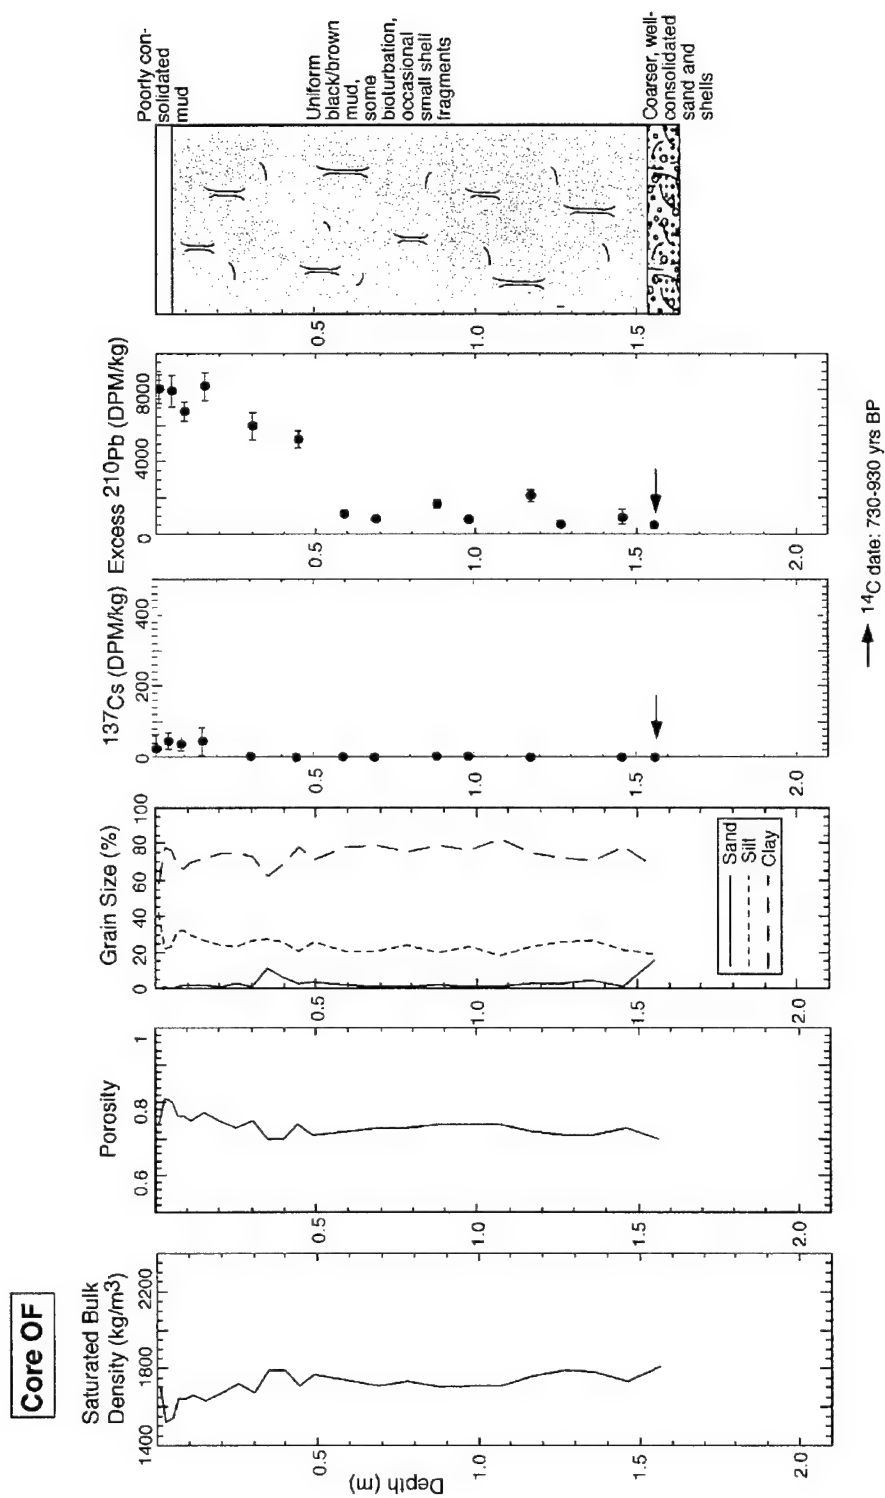 Core OF
Saturated Bulk
Density (kg/m3)
1400
1800
2200
Depth (m)
0.5
1.0
1.5
2.0
Porosity
0.6
0.8
1
0.5
1.0
1.5
2.0
Grain Size (%)
0
20
40
60
80
100
0.5
1.0
1.5
2.0
Sand
Silt
Clay
137Cs (DPM/kg)
0
200
400
0.5
1.0
1.5
2.0
Excess 210Pb (DPM/kg)
0
4000
8000
0.5
1.0
1.5
2.0
14C date: 730-930 yrs BP
0.5
1.0
1.5
Poorly con-
solidated
mud
Uniform
black/brown
mud,
some
bioturbation,
occasional
small shell
fragments
Coarser, well-
consolidated
sand and
shells